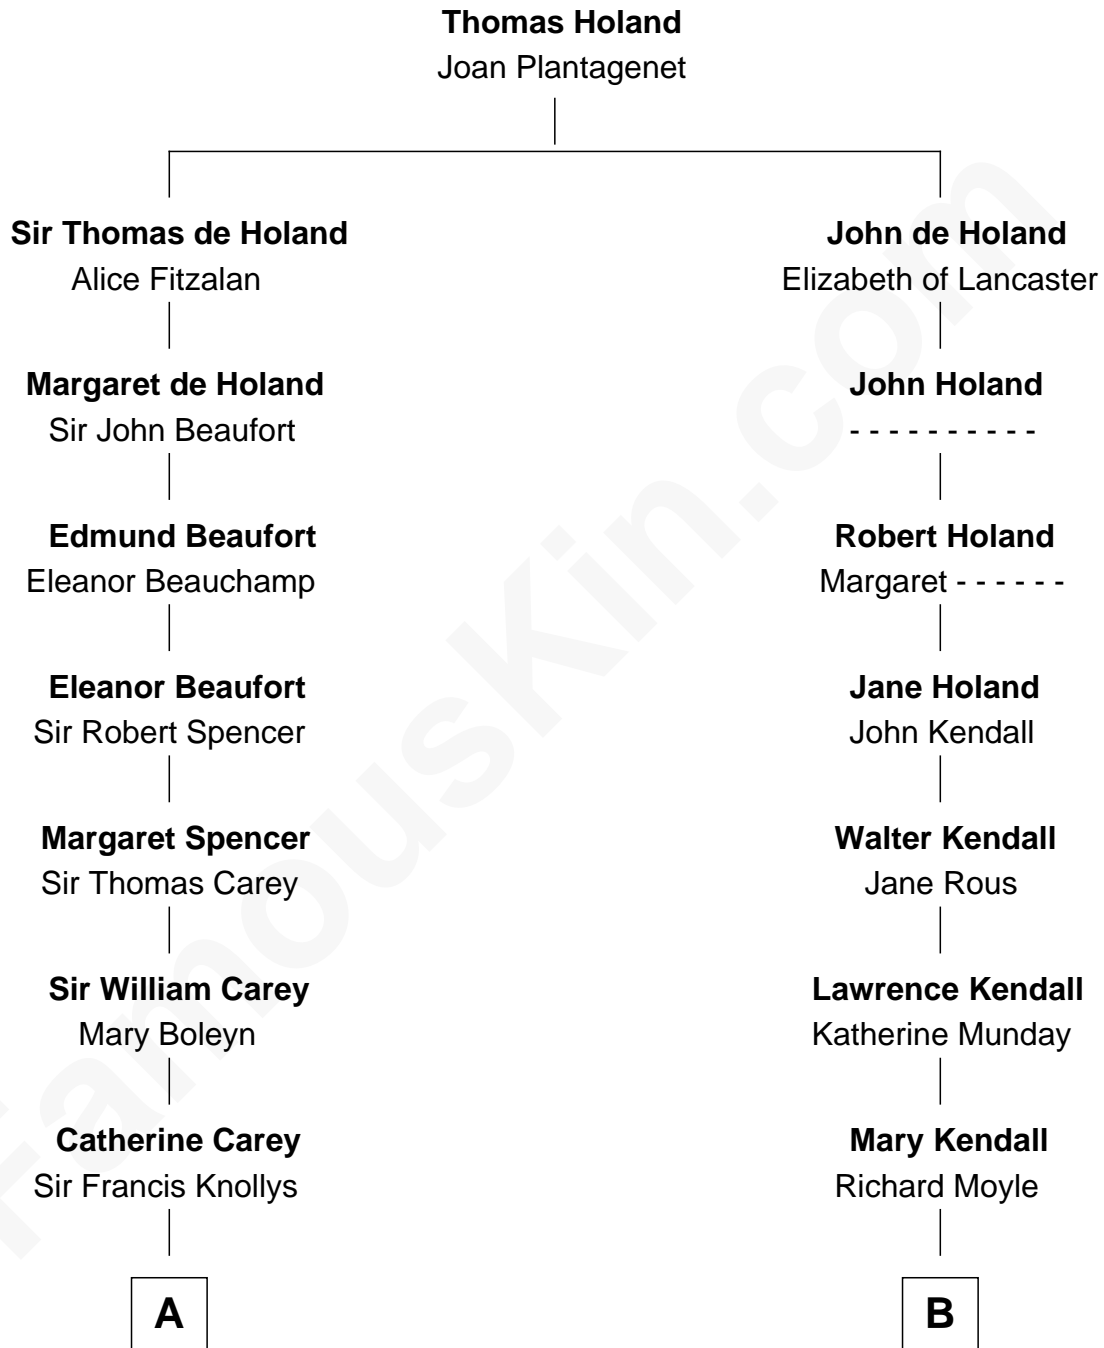 Thomas Holand
Joan Plantagenet
Sir Thomas de Holand
Alice Fitzalan
Margaret de Holand
Sir John Beaufort
Edmund Beaufort
Eleanor Beauchamp
Eleanor Beaufort
Sir Robert Spencer
Margaret Spencer
Sir Thomas Carey
Sir William Carey
Mary Boleyn
Catherine Carey
Sir Francis Knollys
A
John de Holand
Elizabeth of Lancaster
John Holand
- - - - - - - - - -
Robert Holand
Margaret - - - - - -
Jane Holand
John Kendall
Walter Kendall
Jane Rous
Lawrence Kendall
Katherine Munday
Mary Kendall
Richard Moyle
B
FamousKin.com